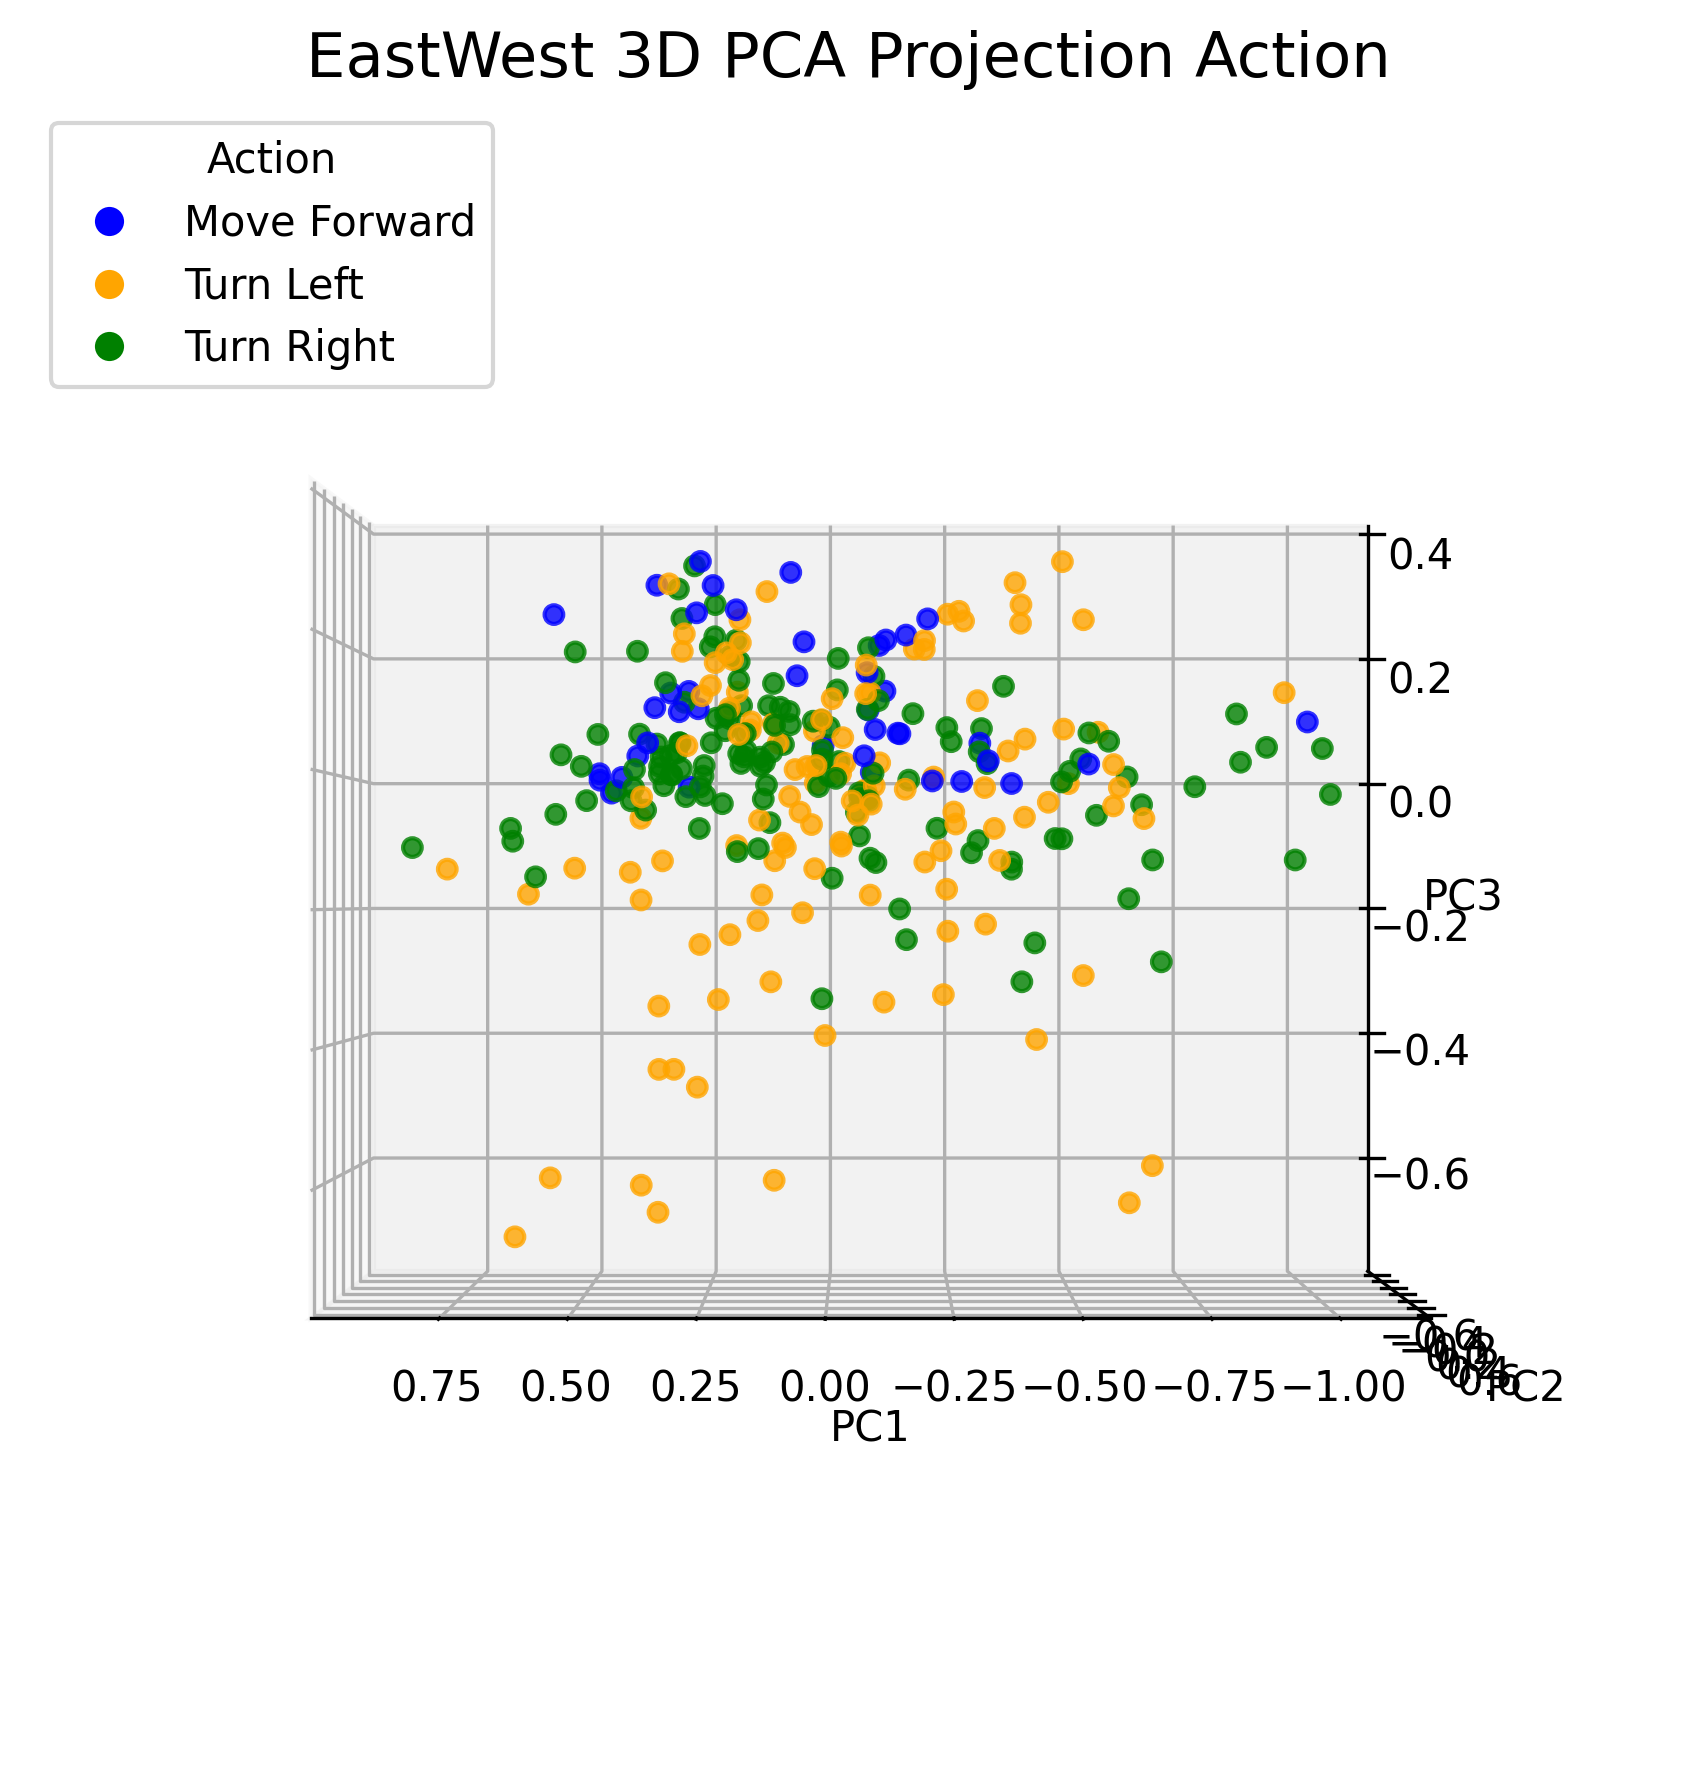 EastWest 3D PCA Projection Action
Action
Move Forward
Turn Left
Turn Right
0.4
0.2
0.0
PC3
−0.2
−0.4
−0.6
0.75 0.50 0.25 0.00 −0.25 −0.50 −0.75 −1.00
PC1
PC2